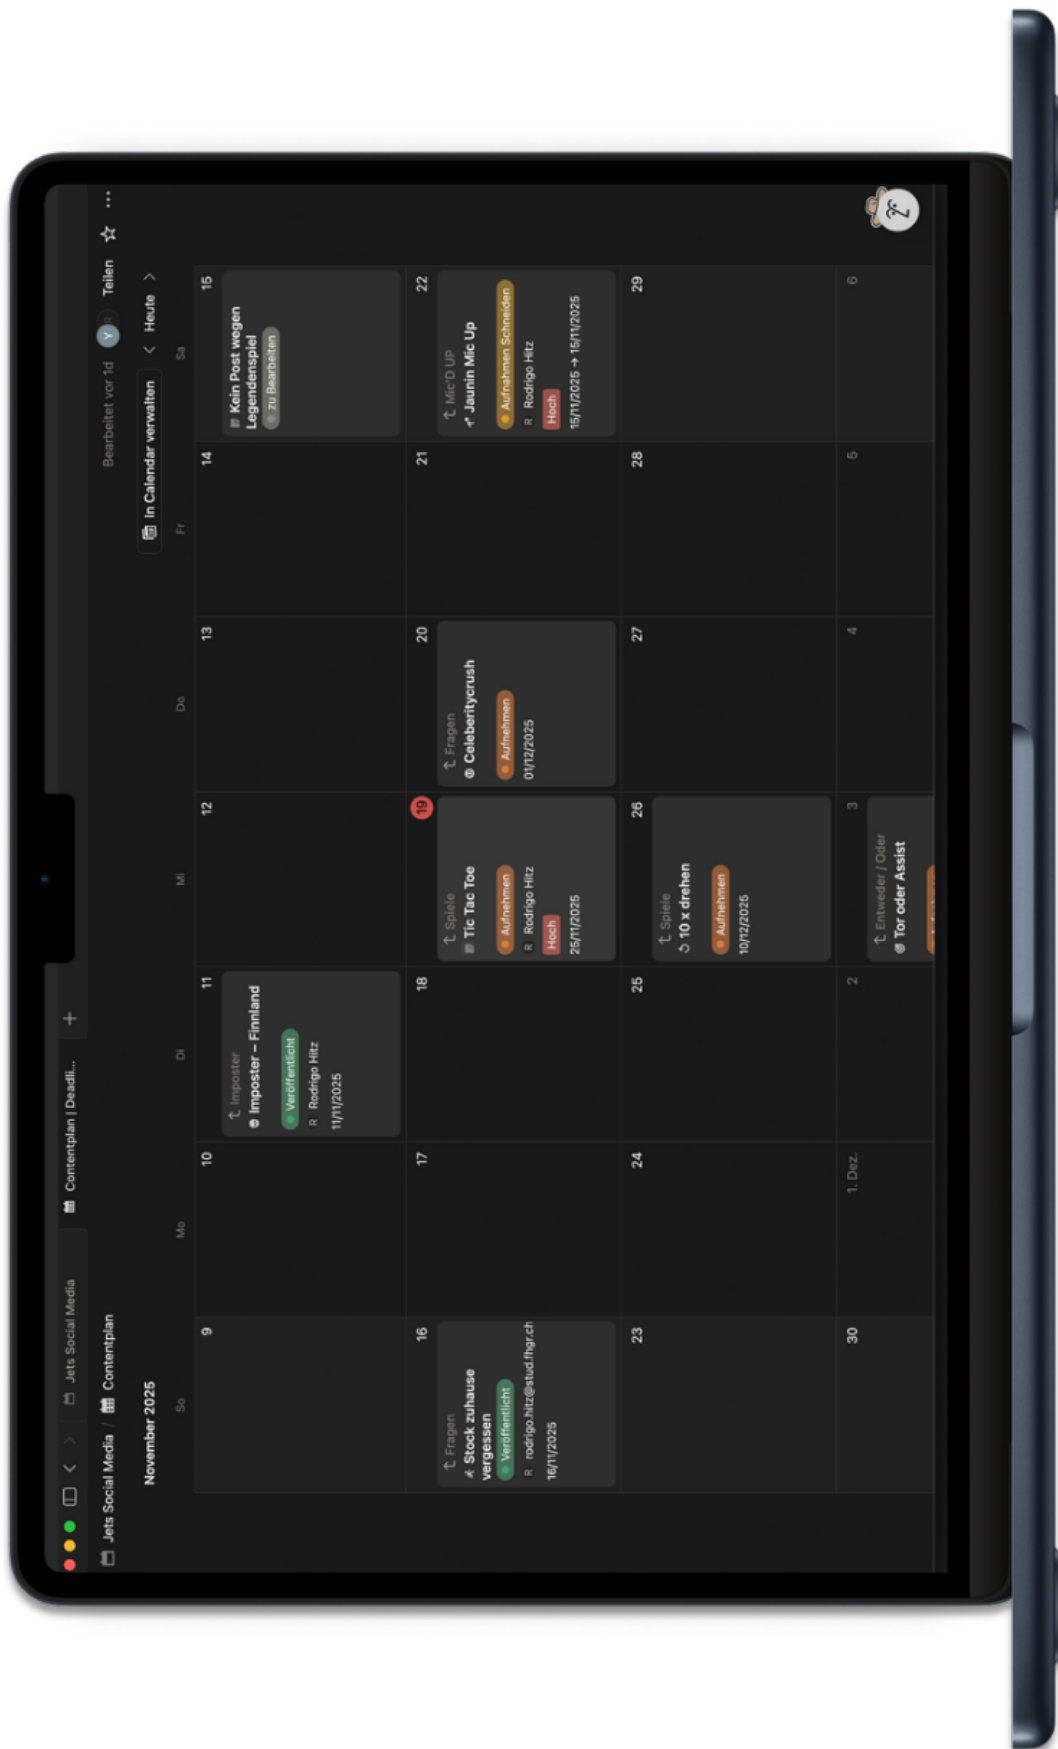 Jets Social Media
Contentplan | Deadli...
Jets Social Media / Contentplan
Bearbeitet vor 1d
Y
R
Teilen
November 2025
In Calendar verwalten
Heute
So
Mo
Di
Mi
Do
Fr
Sa
9
10
11
Imposter
Imposter – Finnland
Veröffentlicht
R Rodrigo Hitz
11/11/2025
12
13
14
15
Kein Post wegen
Legendenspiel
zu Bearbeiten
16
Fragen
Stock zuhause
vergessen
Veröffentlicht
R rodrigo.hitz@stud.fhgr.ch
16/11/2025
17
18
19
Spiele
Tic Tac Toe
Aufnehmen
R Rodrigo Hitz
Hoch
25/11/2025
20
Fragen
Celeberitycrush
Aufnehmen
01/12/2025
21
22
Mic'D UP
Jaunin Mic Up
Aufnahmen Schneiden
R Rodrigo Hitz
Hoch
15/11/2025 → 15/11/2025
23
24
25
26
Spiele
10 x drehen
Aufnehmen
10/12/2025
27
28
29
30
1. Dez.
2
3
Entweder / Oder
Tor oder Assist
4
5
6